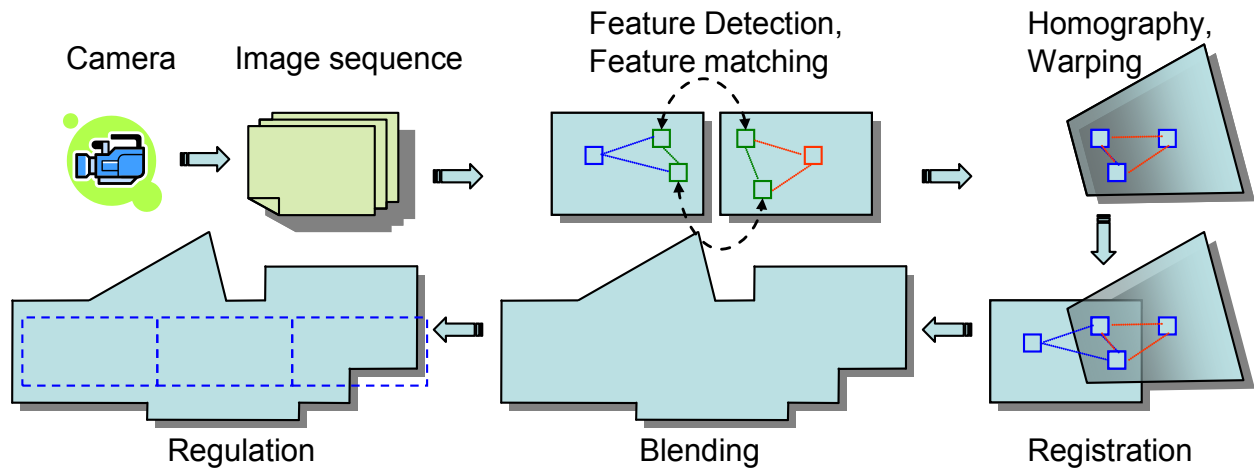 Camera
Image sequence
Feature Detection,
Feature matching
Homography,
Warping
Regulation
Blending
Registration